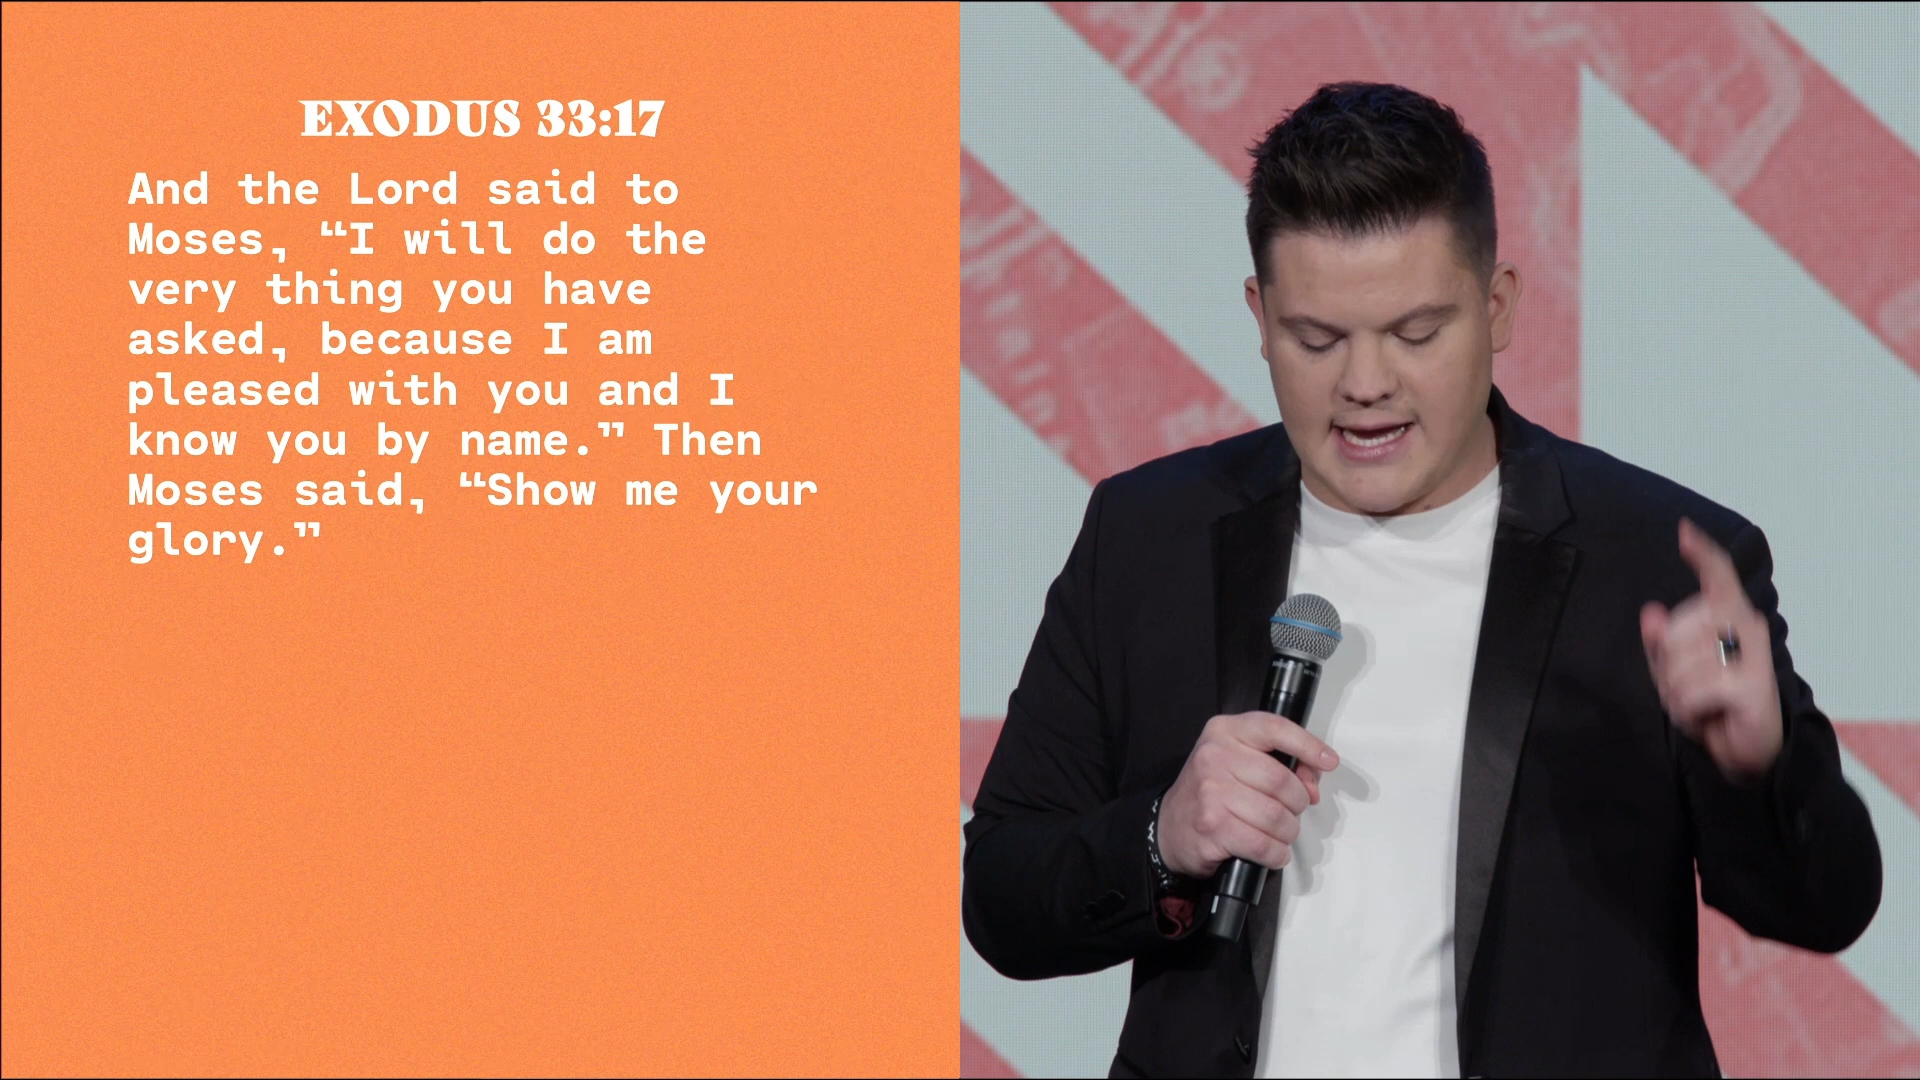 EXODUS 33:17
And the Lord said to
Moses, “I will do the
very thing you have
asked, because I am
pleased with you and I
know you by name.” Then
Moses said, “Show me your
glory.”